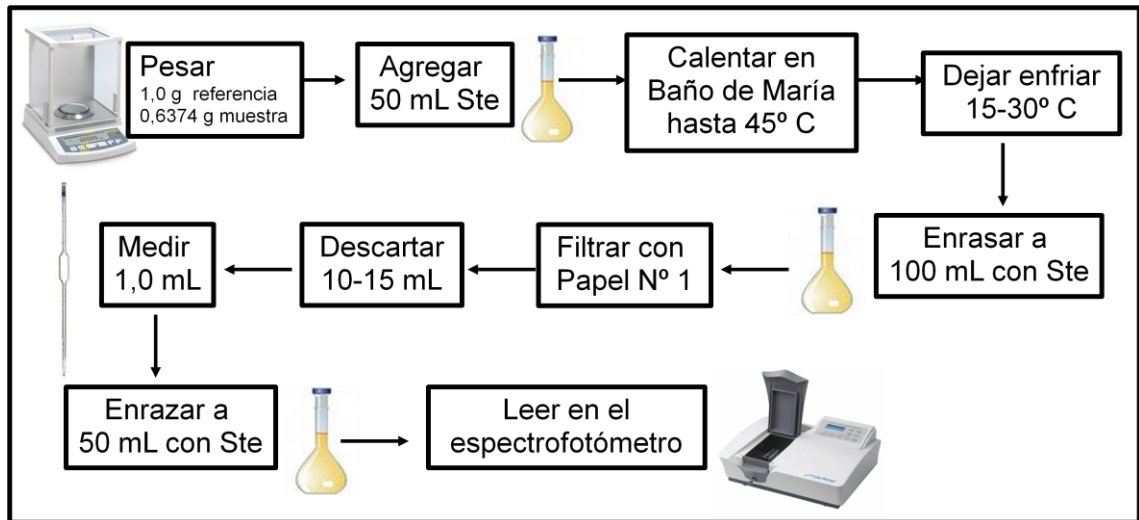 Pesar
1,0 g referencia
0,6374 g muestra
Agregar
50 mL Ste
Calentar en
Baño de María
hasta 45º C
Dejar enfriar
15-30º C
Enrasar a
100 mL con Ste
Filtrar con
Papel Nº 1
Descartar
10-15 mL
Medir
1,0 mL
Enrazar a
50 mL con Ste
Leer en el
espectrofotómetro